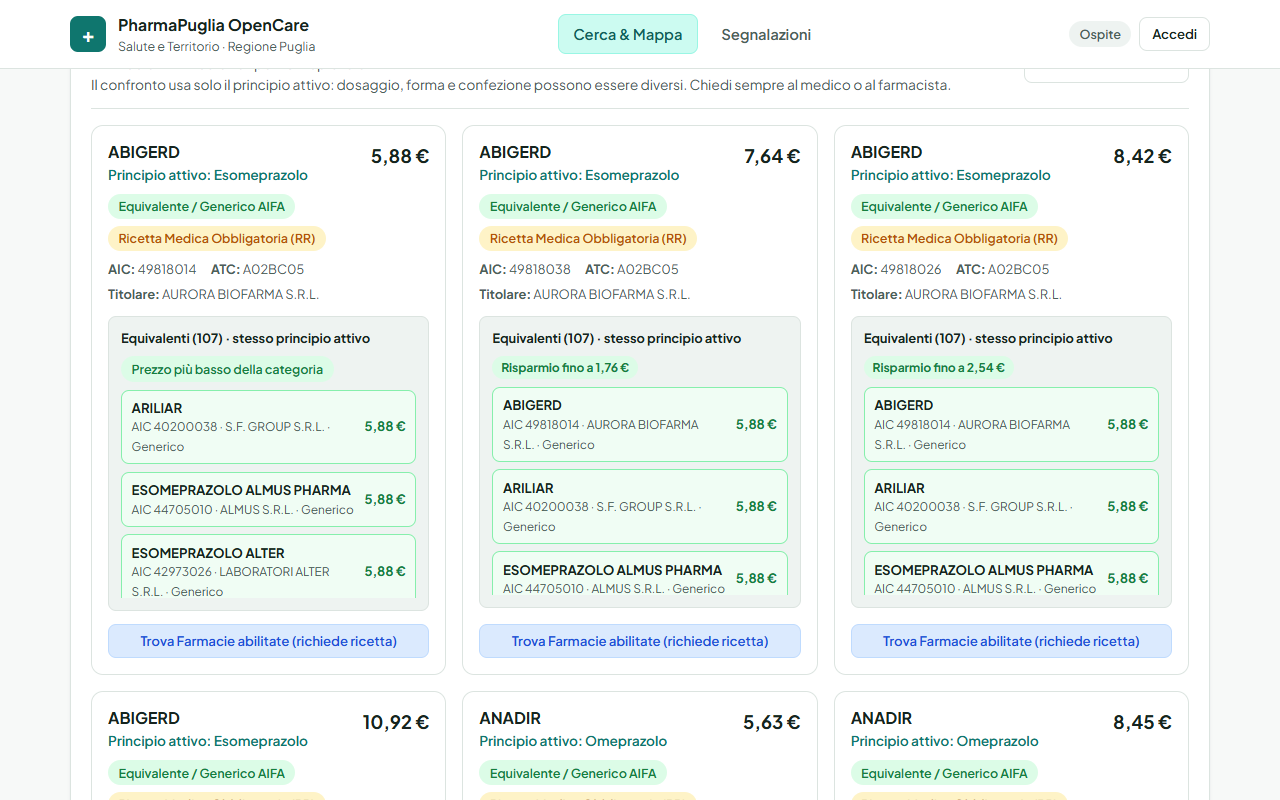 +
PharmaPuglia OpenCare
Salute e Territorio · Regione Puglia
Cerca & Mappa
Segnalazioni
Ospite
Accedi
Il confronto usa solo il principio attivo: dosaggio, forma e confezione possono essere diversi. Chiedi sempre al medico o al farmacista.
ABIGERD
5,88 €
Principio attivo: Esomeprazolo
Equivalente / Generico AIFA
Ricetta Medica Obbligatoria (RR)
AIC: 49818014 ATC: A02BC05
Titolare: AURORA BIOFARMA S.R.L.
Equivalenti (107) · stesso principio attivo
Prezzo più basso della categoria
ARILIAR
AIC 40200038 · S.F. GROUP S.R.L. ·
Generico
5,88 €
ESOMEPRAZOLO ALMUS PHARMA
AIC 44705010 · ALMUS S.R.L. · Generico
5,88 €
ESOMEPRAZOLO ALTER
AIC 42973026 · LABORATORI ALTER
S.R.L. · Generico
5,88 €
Trova Farmacie abilitate (richiede ricetta)
ABIGERD
7,64 €
Principio attivo: Esomeprazolo
Equivalente / Generico AIFA
Ricetta Medica Obbligatoria (RR)
AIC: 49818038 ATC: A02BC05
Titolare: AURORA BIOFARMA S.R.L.
Equivalenti (107) · stesso principio attivo
Risparmio fino a 1,76 €
ABIGERD
AIC 49818014 · AURORA BIOFARMA
S.R.L. · Generico
5,88 €
ARILIAR
AIC 40200038 · S.F. GROUP S.R.L. ·
Generico
5,88 €
ESOMEPRAZOLO ALMUS PHARMA
AIC 44705010 · ALMUS S.R.L. · Generico
5,88 €
Trova Farmacie abilitate (richiede ricetta)
ABIGERD
8,42 €
Principio attivo: Esomeprazolo
Equivalente / Generico AIFA
Ricetta Medica Obbligatoria (RR)
AIC: 49818026 ATC: A02BC05
Titolare: AURORA BIOFARMA S.R.L.
Equivalenti (107) · stesso principio attivo
Risparmio fino a 2,54 €
ABIGERD
AIC 49818014 · AURORA BIOFARMA
S.R.L. · Generico
5,88 €
ARILIAR
AIC 40200038 · S.F. GROUP S.R.L. ·
Generico
5,88 €
ESOMEPRAZOLO ALMUS PHARMA
AIC 44705010 · ALMUS S.R.L. · Generico
5,88 €
Trova Farmacie abilitate (richiede ricetta)
ABIGERD
10,92 €
Principio attivo: Esomeprazolo
Equivalente / Generico AIFA
ANADIR
5,63 €
Principio attivo: Omeprazolo
Equivalente / Generico AIFA
ANADIR
8,45 €
Principio attivo: Omeprazolo
Equivalente / Generico AIFA